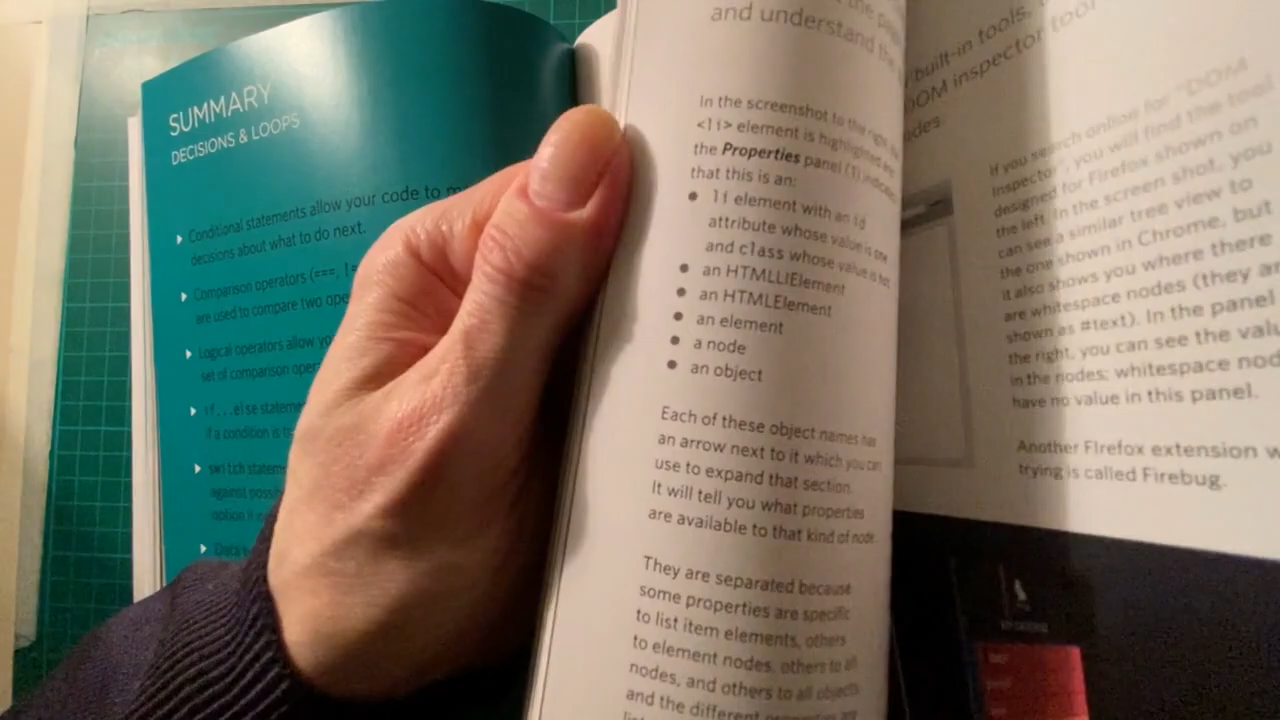 SUMMARY
DECISIONS & LOOPS
Conditional statements allow your code to
decisions about what to do next.
Comparison operators (===,
are used to compare two
Logical operators allow
set of comparison
if...else
if a condition is
switch
against
and understand the
In the screenshot to the right,
<li> element is highlighted
the Properties panel (1)
that this is an:
● li element with an id
attribute whose value is one
and class whose value is hot
● an HTMLLIElement
● an HTMLElement
● an element
● a node
● an object
Each of these object names has
an arrow next to it which you can
use to expand that section.
It will tell you what properties
are available to that kind of node.
They are separated because
some properties are specific
to list item elements, others
to element nodes, others to all
nodes, and others to all objects
and the different properties are
built-in tools.
DOM inspector tool
If you search online for "DOM
Inspector", you will find the tool
designed for Firefox shown on
the left. In the screen shot, you
can see a similar tree view to
the one shown in Chrome, but
it also shows you where there
are whitespace nodes (they
shown as #text). In the panel
the right, you can see the
in the nodes; whitespace
have no value in this panel.
Another Firefox extension
trying is called Firebug.